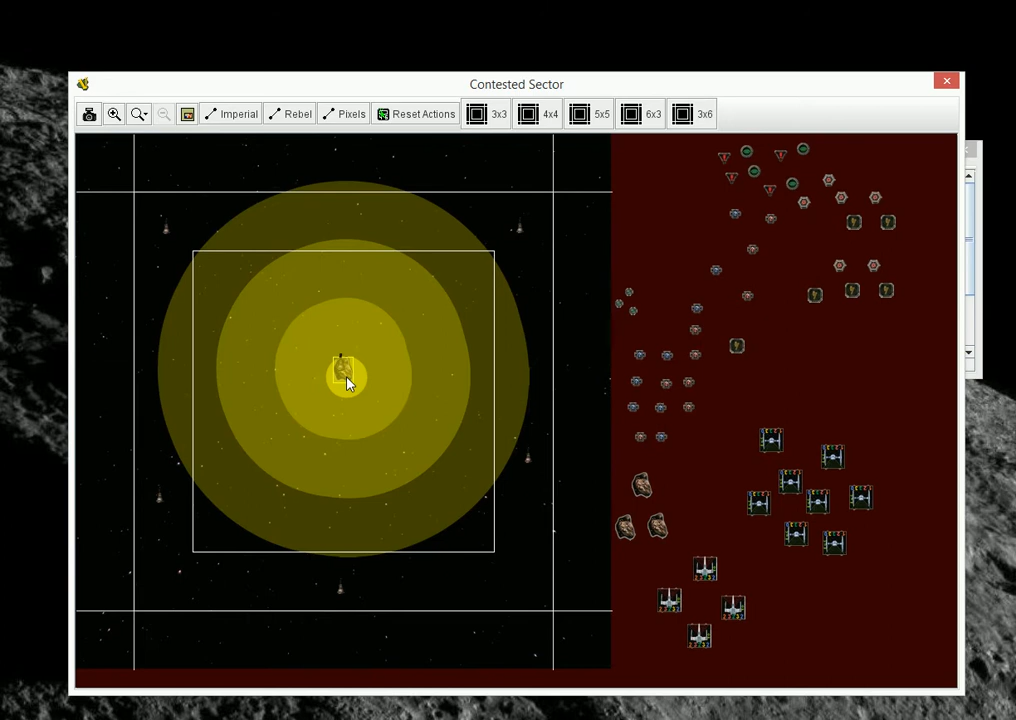 Contested Sector
Imperial Rebel Pixels Reset Actions 3x3 4x4 5x5 6x3 3x6